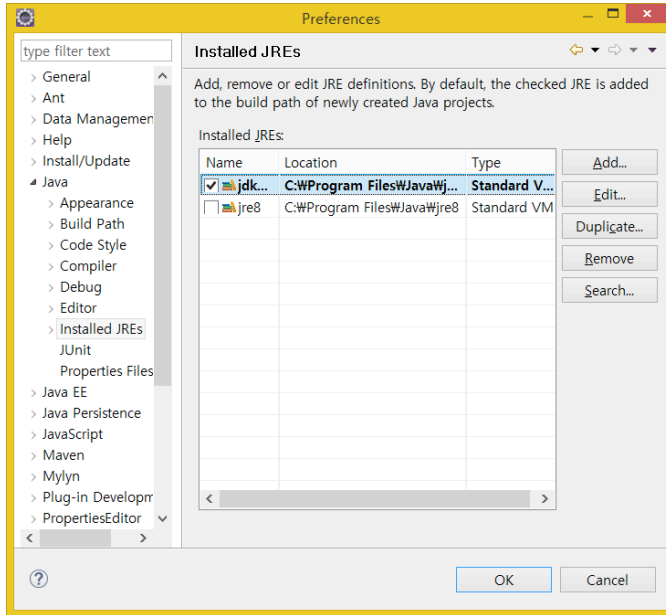 Preferences
type filter text
Installed JREs
General
Ant
Data Managemen
Help
Install/Update
Java
Appearance
Build Path
Code Style
Compiler
Debug
Editor
Installed JREs
JUnit
Properties Files
Java EE
Java Persistence
JavaScript
Maven
Mylyn
Plug-in Developm
PropertiesEditor
Add, remove or edit JRE definitions. By default, the checked JRE is added
to the build path of newly created Java projects.
Installed JREs:
Name Location Type
jdk... C:₩Program Files₩Java₩j... Standard V...
jre8 C:₩Program Files₩Java₩jre8 Standard VM
Add...
Edit...
Duplicate...
Remove
Search...
?
OK Cancel